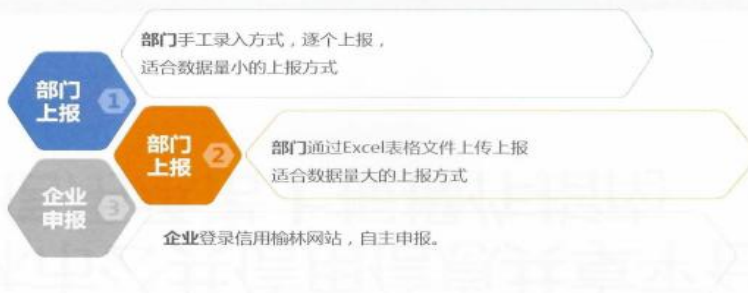 部门手工录入方式，逐个上报，
适合数据量小的上报方式
部门
上报
1
部门
上报
2
部门通过Excel表格文件上传上报
适合数据量大的上报方式
企业
申报
3
企业登录信用榆林网站，自主申报。